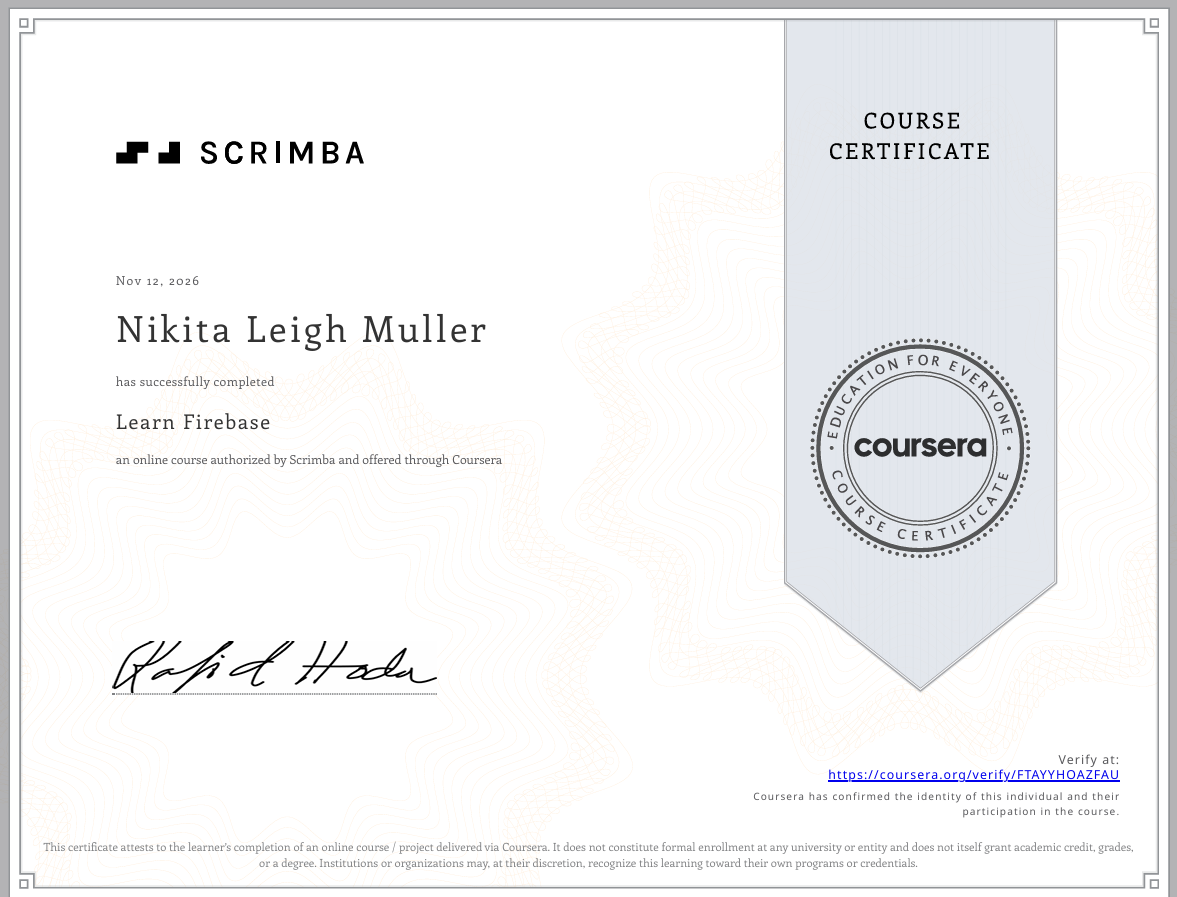 SCRIMBA
COURSE
CERTIFICATE
Nov 12, 2026
Nikita Leigh Muller
has successfully completed
Learn Firebase
an online course authorized by Scrimba and offered through Coursera
EDUCATION FOR EVERYONE
coursera
COURSE CERTIFICATE
Verify at:
https://coursera.org/verify/FTAYYHOAZFAU
Coursera has confirmed the identity of this individual and their
participation in the course.
This certificate attests to the learner's completion of an online course / project delivered via Coursera. It does not constitute formal enrollment at any university or entity and does not itself grant academic credit, grades,
or a degree. Institutions or organizations may, at their discretion, recognize this learning toward their own programs or credentials.